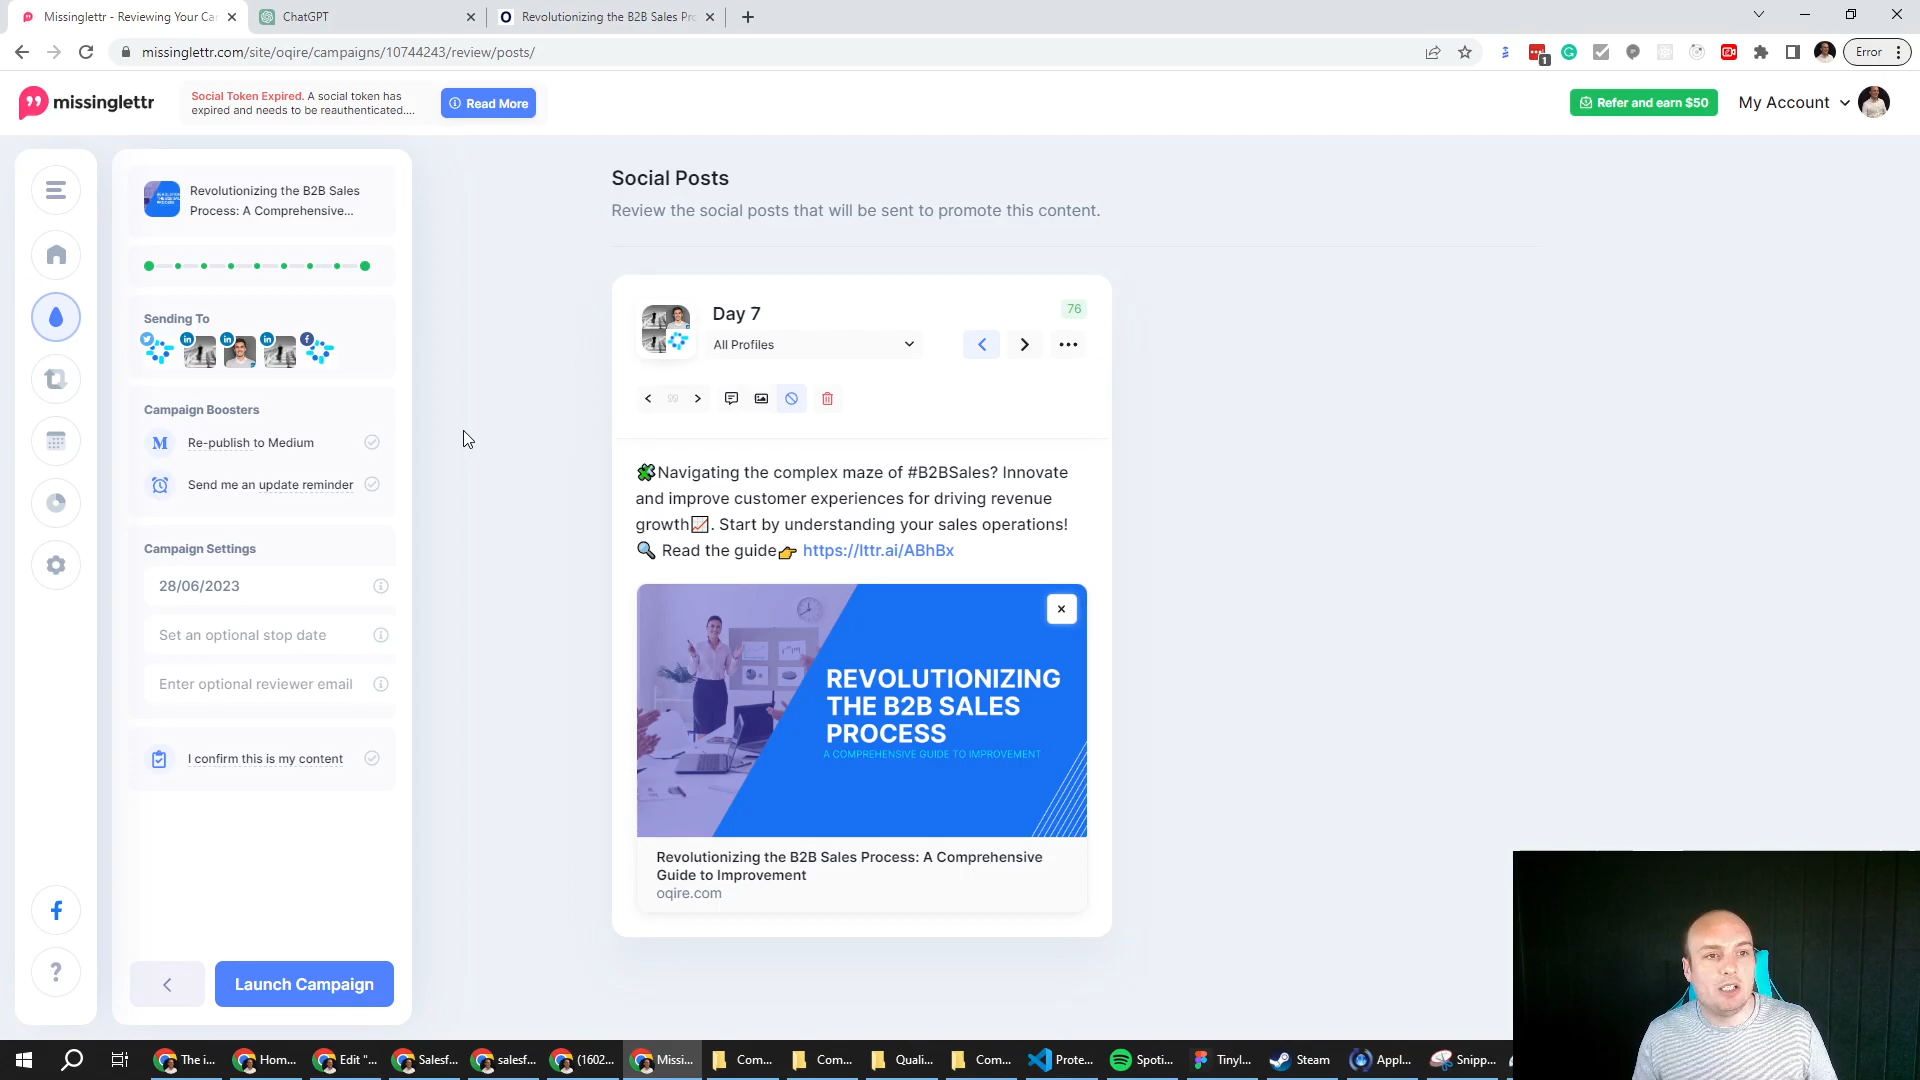 Missinglettr - Reviewing Your Ca
ChatGPT
Revolutionizing the B2B Sales Pro
missinglettr.com/site/oqire/campaigns/10744243/review/posts/
1
Error
missinglettr
Social Token Expired. A social token has
expired and needs to be reauthenticated....
Read More
Refer and earn $50
My Account
Revolutionizing the B2B Sales
Process: A Comprehensive...
Sending To
Campaign Boosters
M
Re-publish to Medium
Send me an update reminder
Campaign Settings
28/06/2023
Set an optional stop date
Enter optional reviewer email
I confirm this is my content
Launch Campaign
Social Posts
Review the social posts that will be sent to promote this content.
Day 7
76
All Profiles
🧩Navigating the complex maze of #B2BSales? Innovate
and improve customer experiences for driving revenue
growth📈. Start by understanding your sales operations!
🔍 Read the guide👉 https://lttr.ai/ABhBx
REVOLUTIONIZING
THE B2B SALES
PROCESS
A COMPREHENSIVE GUIDE TO IMPROVEMENT
Revolutionizing the B2B Sales Process: A Comprehensive
Guide to Improvement
oqire.com
The i...
Hom...
Edit "...
Salesf...
salesf...
(1602...
Missi...
Com...
Com...
Quali...
Com...
Prote...
Spoti...
Tinyl...
Steam
Appl...
Snipp...